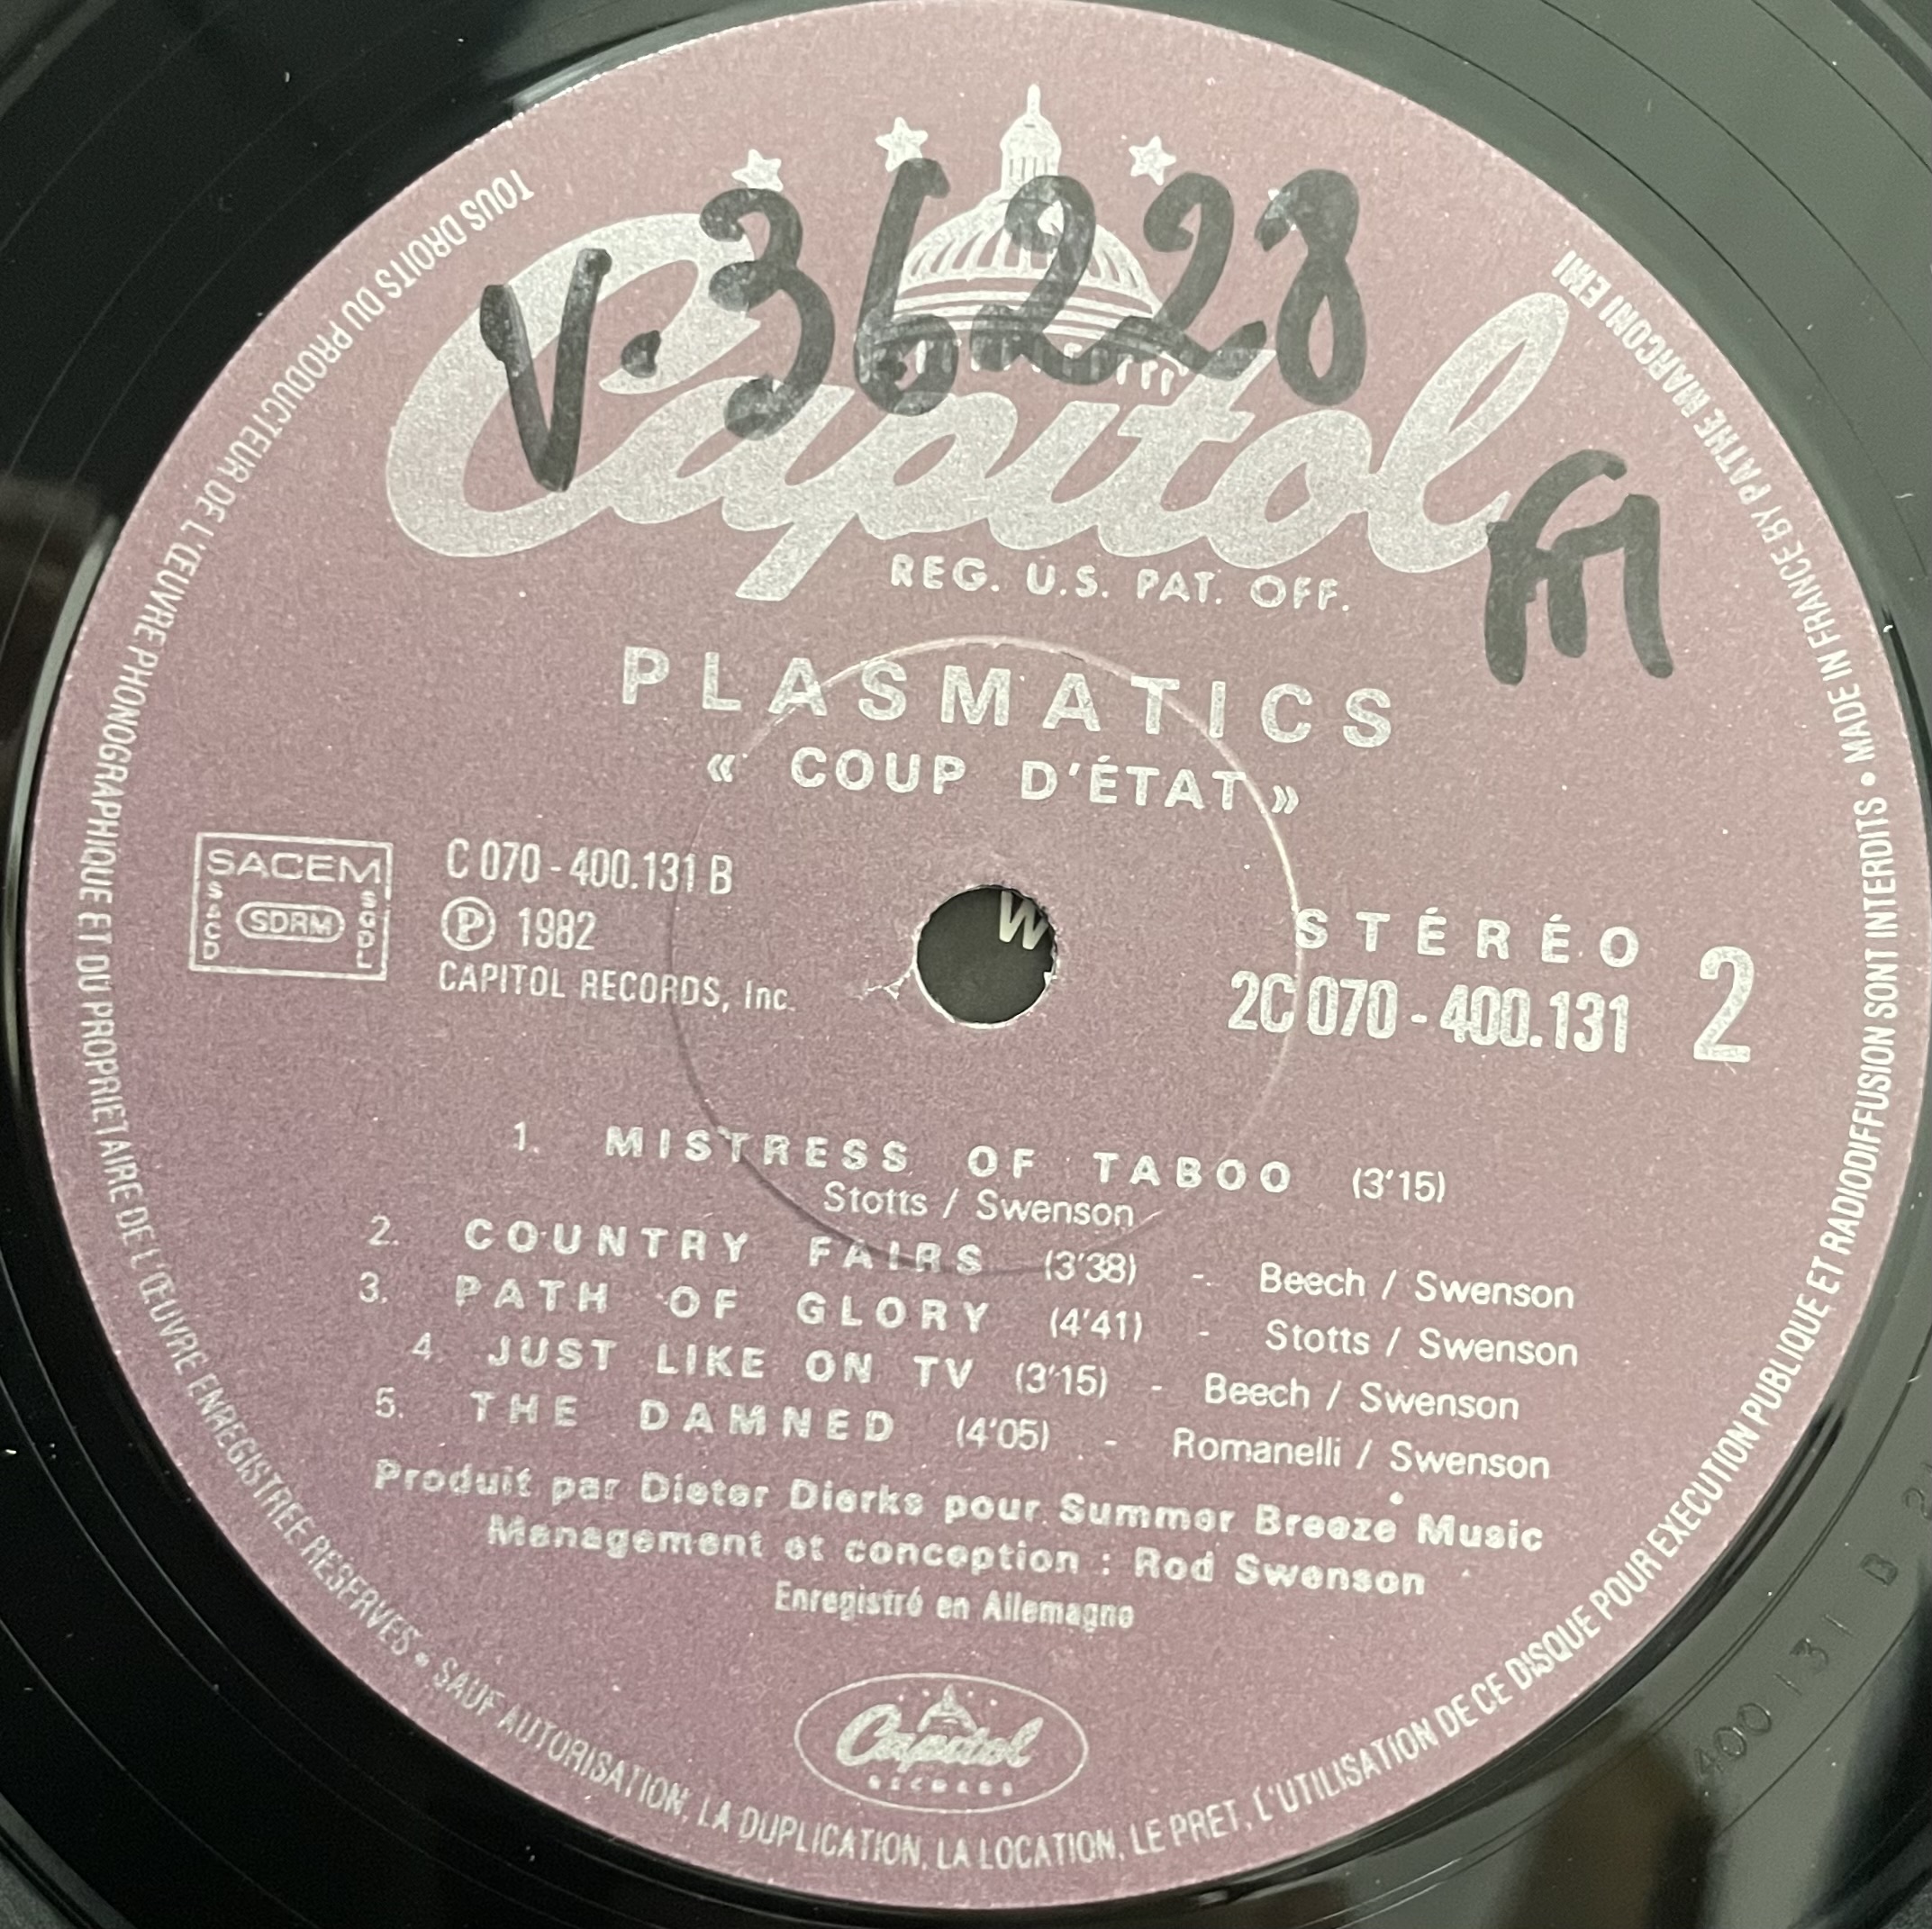 V. 36228
Capitol
FM
REG. U.S. PAT. OFF.
PLASMATICS
« COUP D'ÉTAT »
SACEM
SACD
SDRM
SGDL
C 070 - 400.131 B
Ⓟ 1982
CAPITOL RECORDS, Inc.
W
STÉRÉO
2C 070 - 400.131
2
1. MISTRESS OF TABOO (3'15)
Stotts / Swenson
2. COUNTRY FAIRS (3'38) - Beech / Swenson
3. PATH OF GLORY (4'41) - Stotts / Swenson
4. JUST LIKE ON TV (3'15) - Beech / Swenson
5. THE DAMNED (4'05) - Romanelli / Swenson
Produit par Dieter Dierks pour Summer Breeze Music
Management et conception : Rod Swenson
Enregistré en Allemagne
Capitol
RECORDS
TOUS DROITS DU PRODUCTEUR DE L'ŒUVRE PHONOGRAPHIQUE ET DU PROPRIETAIRE DE L'ŒUVRE ENREGISTREE RESERVES • SAUF AUTORISATION, LA DUPLICATION, LA LOCATION, LE PRET, L'UTILISATION DE CE DISQUE POUR EXECUTION PUBLIQUE ET RADIODIFFUSION SONT INTERDITS • MADE IN FRANCE BY PATHE MARCONI EMI
400131 B